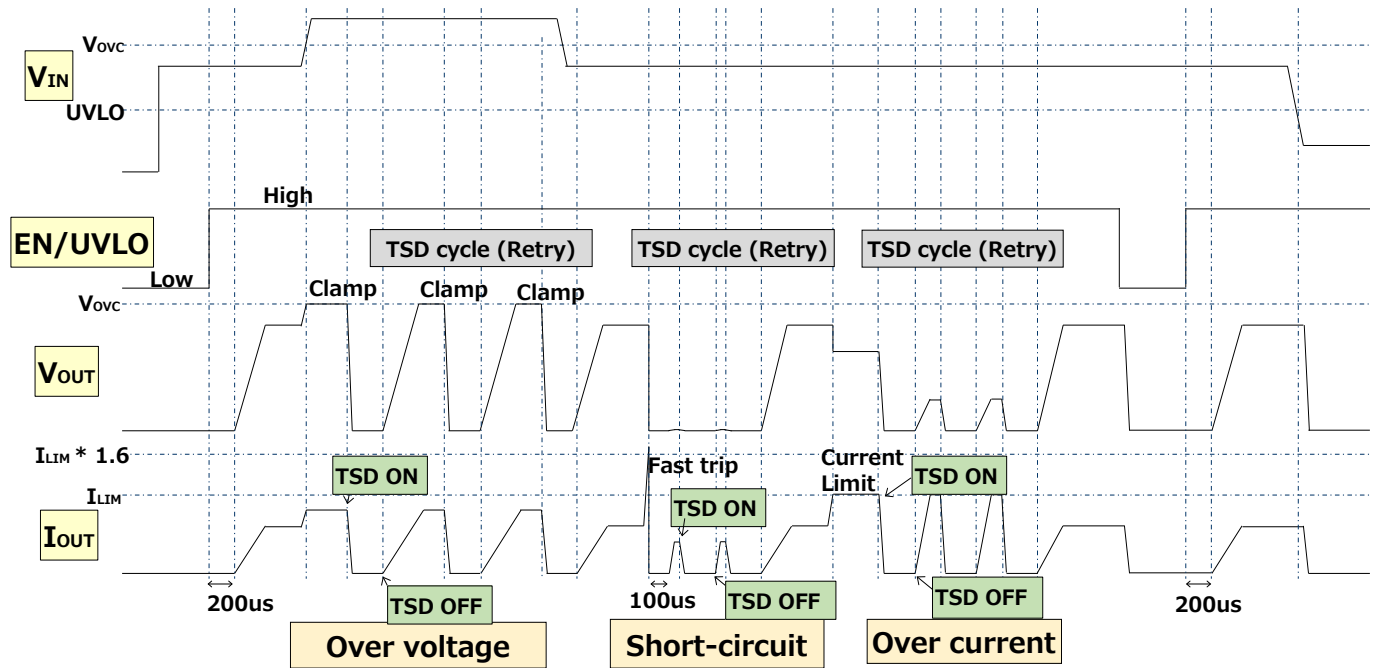 VOVC
VIN
UVLO
High
EN/UVLO
TSD cycle (Retry)
TSD cycle (Retry)
TSD cycle (Retry)
Low
VOVC
Clamp
Clamp
Clamp
VOUT
ILIM * 1.6
Fast trip
Current
Limit
TSD ON
TSD ON
ILIM
TSD ON
IOUT
200us
TSD OFF
100us
TSD OFF
TSD OFF
200us
Over voltage
Short-circuit
Over current